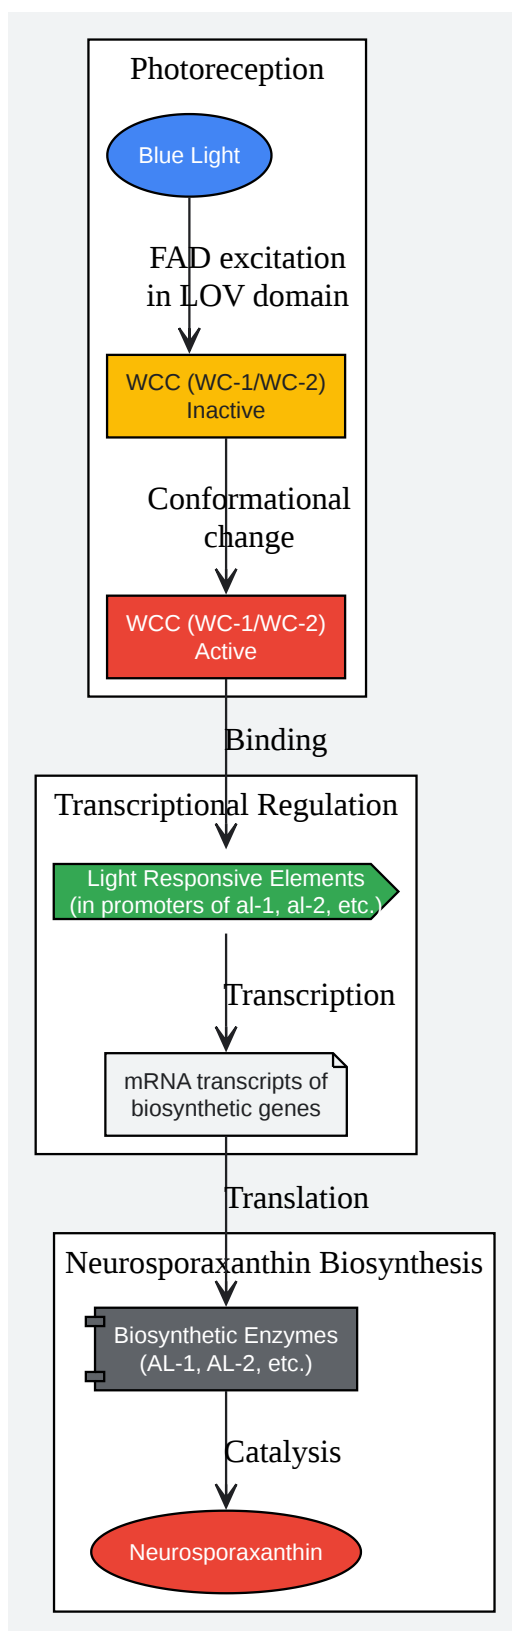 Photoreception
Blue Light
FAD excitation
in LOV domain
WCC (WC-1/WC-2)
Inactive
Conformational
change
WCC (WC-1/WC-2)
Active
Binding
Transcriptional Regulation
Light Responsive Elements
(in promoters of al-1, al-2, etc.)
Transcription
mRNA transcripts of
biosynthetic genes
Translation
Neurosporaxanthin Biosynthesis
Biosynthetic Enzymes
(AL-1, AL-2, etc.)
Catalysis
Neurosporaxanthin